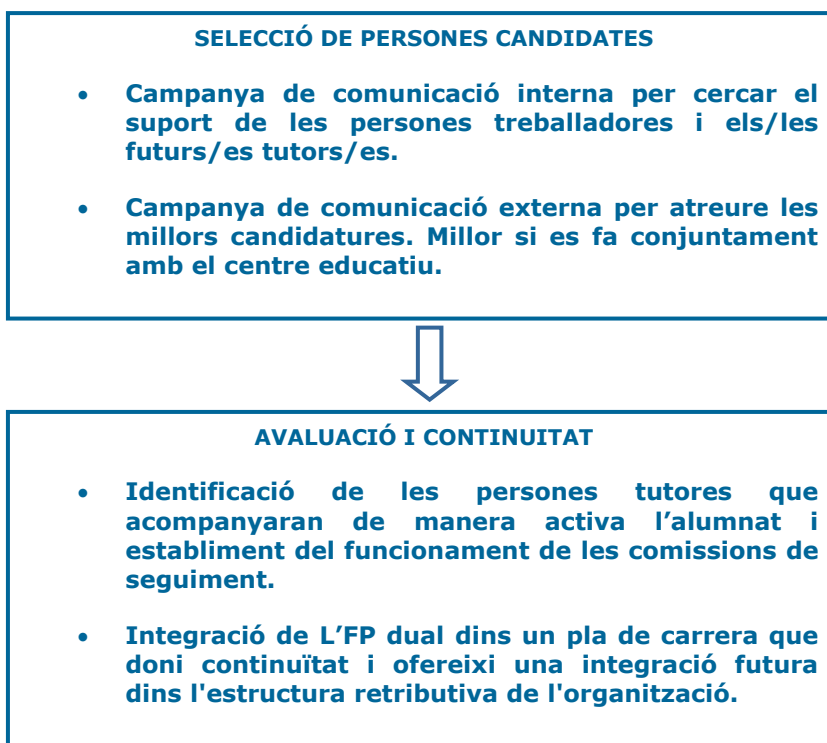 SELECCIÓ DE PERSONES CANDIDATES
• Campanya de comunicació interna per cercar el
suport de les persones treballadores i els/les
futurs/es tutors/es.
• Campanya de comunicació externa per atreure les
millors candidatures. Millor si es fa conjuntament
amb el centre educatiu.
AVALUACIÓ I CONTINUITAT
• Identificació de les persones tutores que
acompanyaran de manera activa l’alumnat i
establiment del funcionament de les comissions de
seguiment.
• Integració de L’FP dual dins un pla de carrera que
doni continuïtat i ofereixi una integració futura
dins l'estructura retributiva de l'organització.